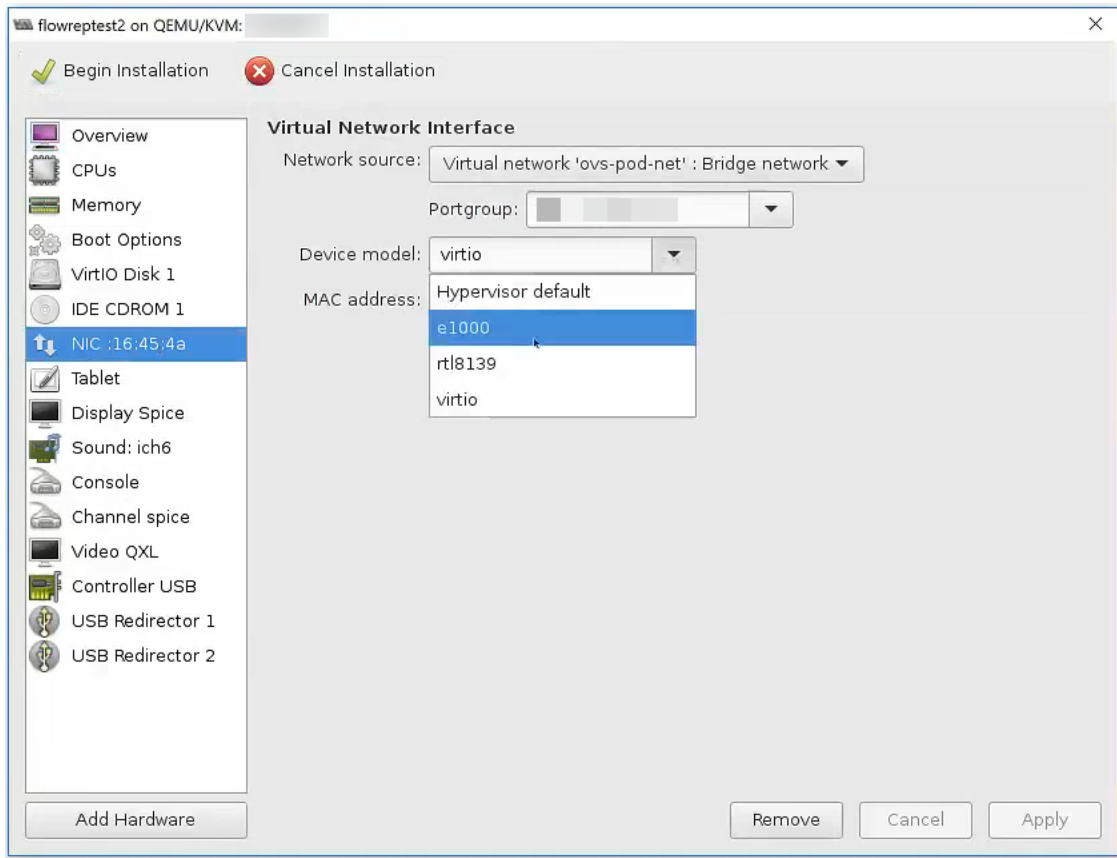 flowreptest2 on QEMU/KVM:
Begin Installation Cancel Installation
Overview
CPUs
Memory
Boot Options
VirtIO Disk 1
IDE CDROM 1
NIC :16:45:4a
Tablet
Display Spice
Sound: ich6
Console
Channel spice
Video QXL
Controller USB
USB Redirector 1
USB Redirector 2
Add Hardware
Virtual Network Interface
Network source: Virtual network 'ovs-pod-net' : Bridge network
Portgroup:
Device model: virtio
Hypervisor default
MAC address:
e1000
rtl8139
virtio
Remove Cancel Apply